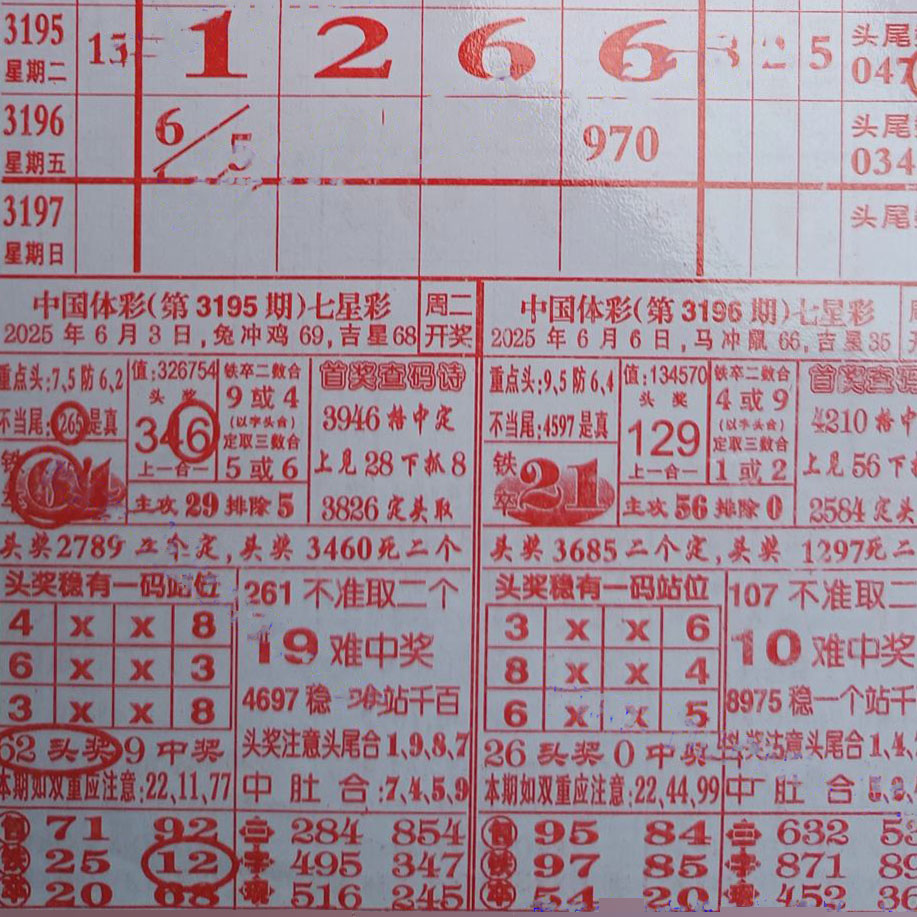 3195 15 1 2 6 6 3 2 5 头尾
星期二 047
3196 6/5 970 头尾
星期五 034
3197 头尾
星期日
中国体彩(第3195期)七星彩 周二开奖
2025年6月3日,兔冲鸡69,吉星68
重点头:7,5防6,2
不当尾:265是真
铁卒 61
值:326754
头奖
346
上一合一
铁卒二数合
9或4
(以字头合)
定取三数合
5或6
主攻29排除5
首奖查码诗
3946格中定
上见28下抓8
3826定头取
头奖2789五个定,头奖3460死二个
头奖稳有一码站位
4 x x 8
6 x x 3
3 x x 8
62头奖9中奖
本期如双重应注意:22,11,77
261不准取二个
19难中奖
4697稳 站千百
头奖注意头尾合1,9,8,7
中肚合:7,4,5,9
71 92
25 12
20 68
284 854
495 347
516 245
中国体彩(第3196期)七星彩
2025年6月6日,马冲鼠66,吉星35
重点头:9,5防6,4
不当尾:4597是真
铁卒 21
值:134570
头奖
129
上一合一
铁卒二数合
4或9
(以字头合)
定取三数合
1或2
主攻56排除0
首奖查码
4210格中
上见56下抓
2584定头
头奖3685二个定,头奖1297死二
头奖稳有一码站位
3 x x 6
8 x x 4
6 x x 5
26头奖0中奖
本期如双重应注意:22,44,99
107不准取二
10难中奖
8975稳一个站千
头奖注意头尾合1,4,
中肚合
95 84
97 85
54 20
632
871
452